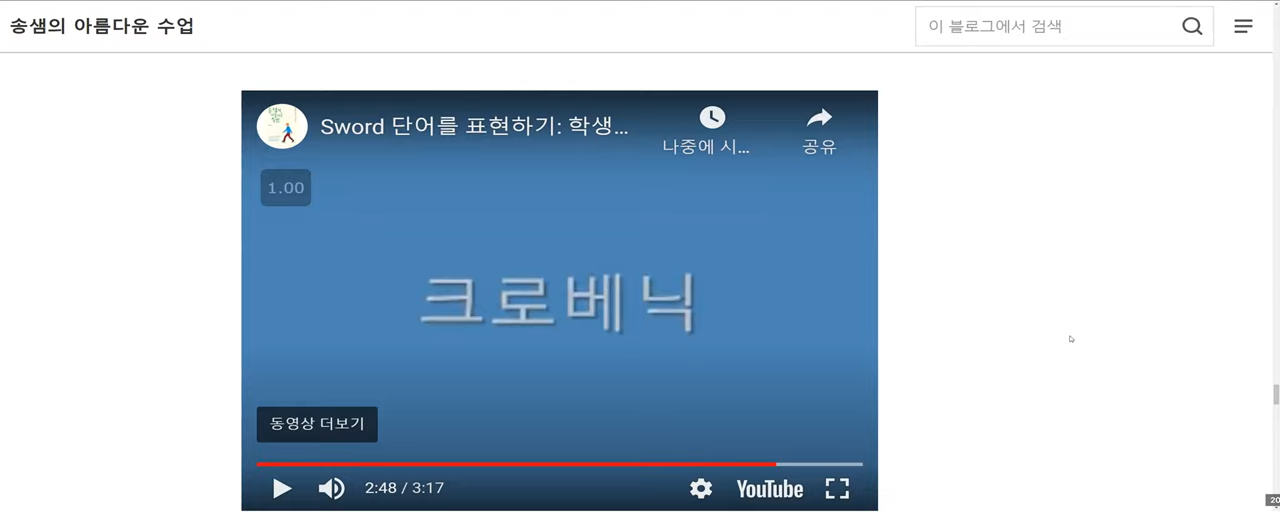 송샘의 아름다운 수업
이 블로그에서 검색
Sword 단어를 표현하기: 학생...
나중에 시...
공유
1.00
크로베닉
동영상 더보기
2:48 / 3:17
YouTube
20